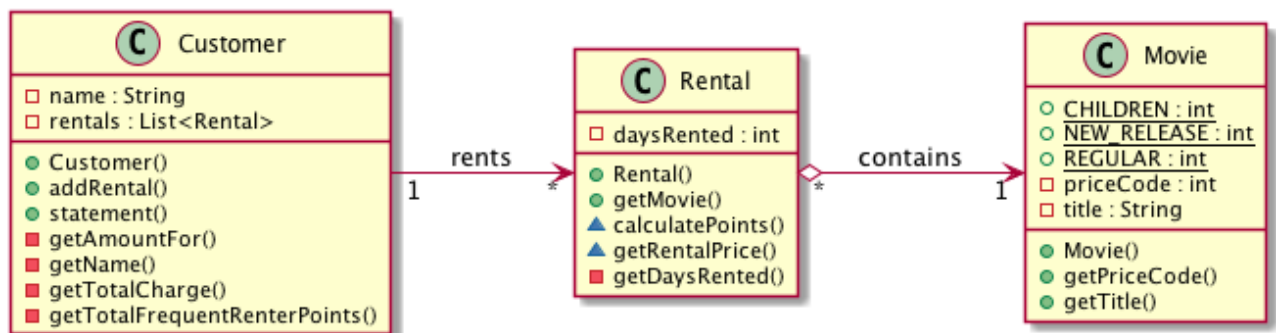 C Customer
name : String
rentals : List<Rental>
Customer()
addRental()
statement()
getAmountFor()
getName()
getTotalCharge()
getTotalFrequentRenterPoints()
rents
1
*
C Rental
daysRented : int
Rental()
getMovie()
calculatePoints()
getRentalPrice()
getDaysRented()
contains
*
1
C Movie
CHILDREN : int
NEW_RELEASE : int
REGULAR : int
priceCode : int
title : String
Movie()
getPriceCode()
getTitle()